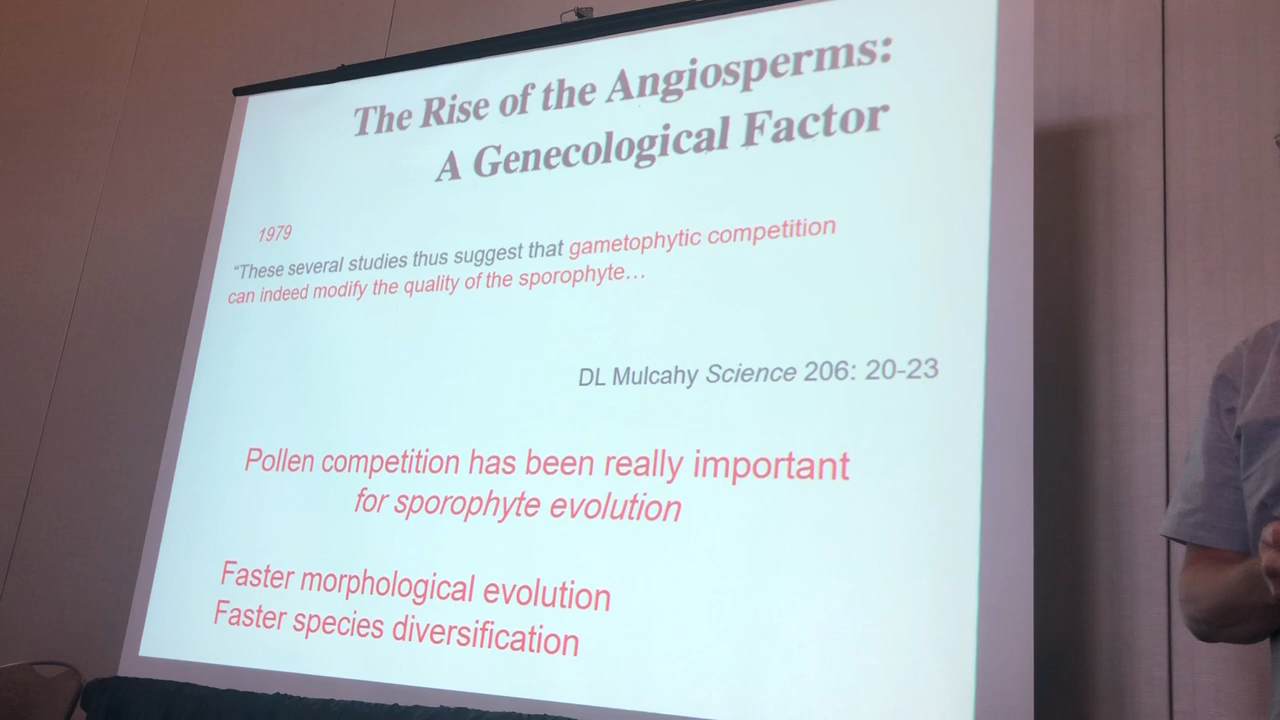 The Rise of the Angiosperms:
A Genecological Factor
1979
“These several studies thus suggest that gametophytic competition
can indeed modify the quality of the sporophyte…
DL Mulcahy Science 206: 20-23
Pollen competition has been really important
for sporophyte evolution
Faster morphological evolution
Faster species diversification